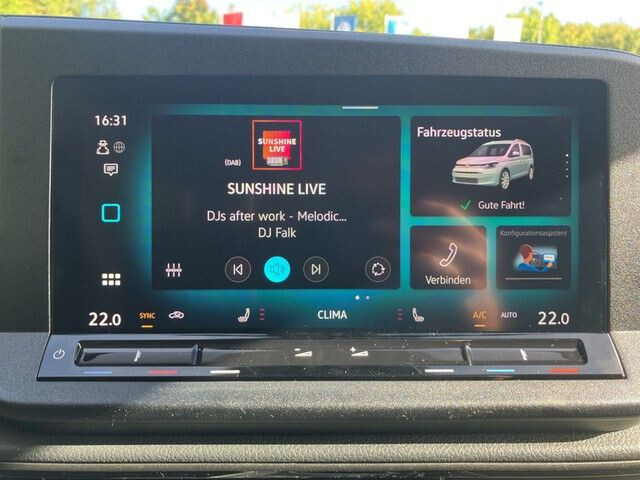 16:31
SUNSHINE
LIVE
(DAB)
SUNSHINE LIVE
DJs after work - Melodic...
DJ Falk
Fahrzeugstatus
Gute Fahrt!
Verbinden
Konfigurationsassistent
22.0
SYNC
CLIMA
A/C
AUTO
22.0